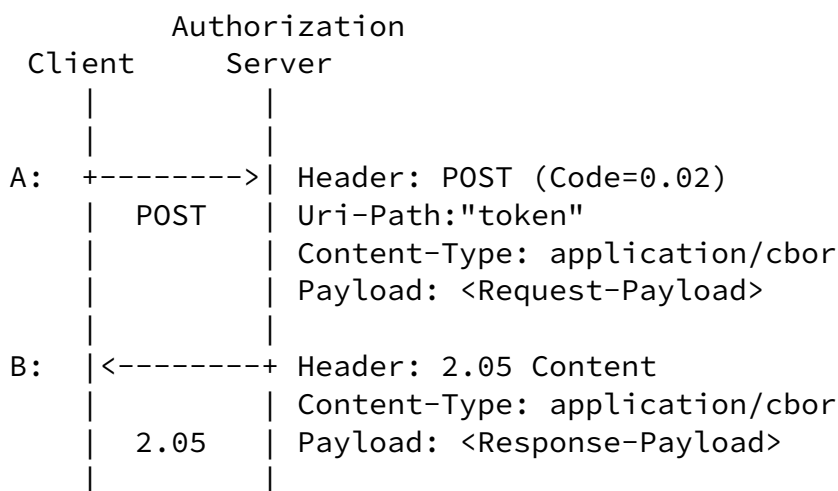 Authorization
Client Server
A: +-------->| Header: POST (Code=0.02)
| POST | Uri-Path:"token"
| | Content-Type: application/cbor
| | Payload: <Request-Payload>
B: |<--------+ Header: 2.05 Content
| | Content-Type: application/cbor
| 2.05 | Payload: <Response-Payload>